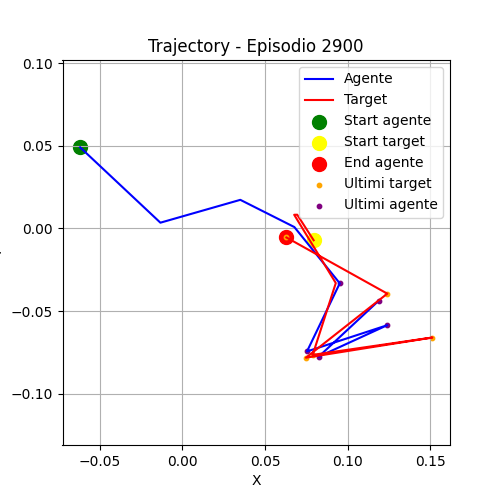 Trajectory - Episodio 2900
Agente
Target
Start agente
Start target
End agente
Ultimi target
Ultimi agente
0.10
0.05
0.00
−0.05
−0.10
−0.05
0.00
0.05
0.10
0.15
X